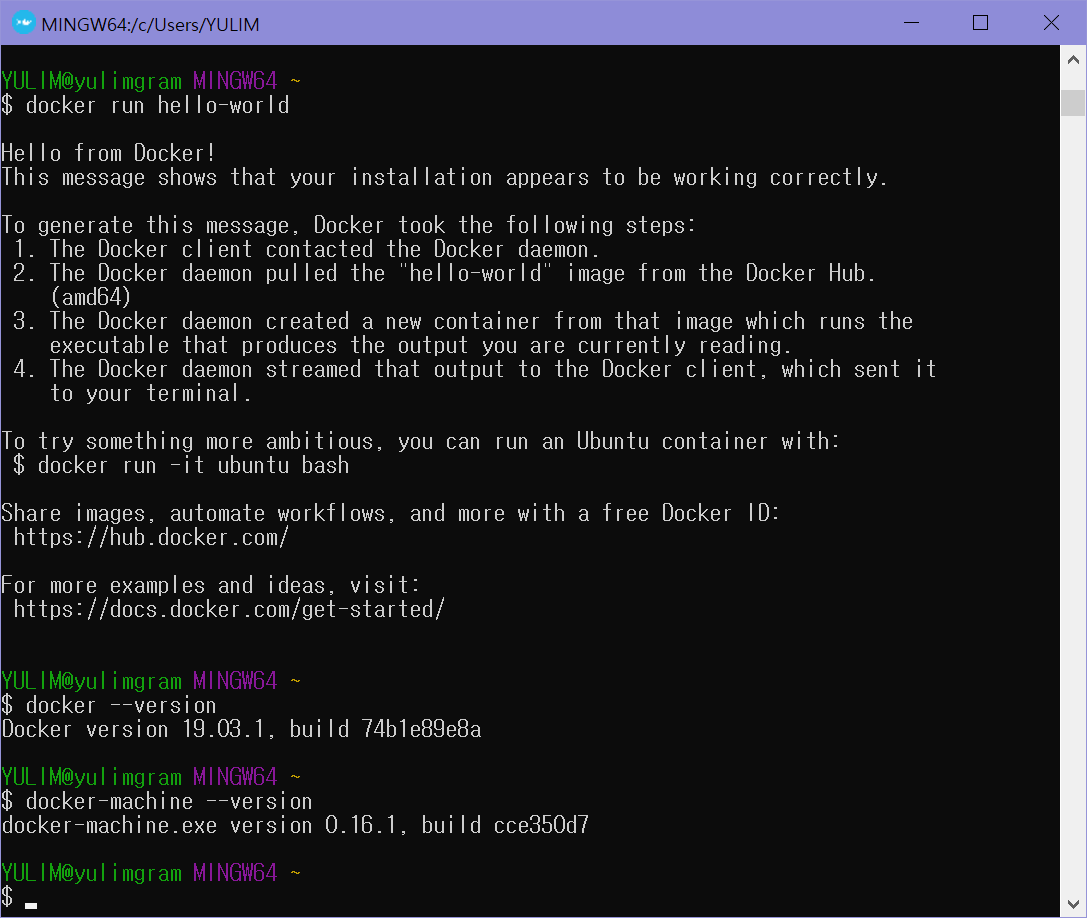 MINGW64:/c/Users/YULIM
YULIM@yulimgram MINGW64 ~
$ docker run hello-world
Hello from Docker!
This message shows that your installation appears to be working correctly.
To generate this message, Docker took the following steps:
1. The Docker client contacted the Docker daemon.
2. The Docker daemon pulled the "hello-world" image from the Docker Hub.
(amd64)
3. The Docker daemon created a new container from that image which runs the
executable that produces the output you are currently reading.
4. The Docker daemon streamed that output to the Docker client, which sent it
to your terminal.
To try something more ambitious, you can run an Ubuntu container with:
$ docker run -it ubuntu bash
Share images, automate workflows, and more with a free Docker ID:
https://hub.docker.com/
For more examples and ideas, visit:
https://docs.docker.com/get-started/
YULIM@yulimgram MINGW64 ~
$ docker --version
Docker version 19.03.1, build 74b1e89e8a
YULIM@yulimgram MINGW64 ~
$ docker-machine --version
docker-machine.exe version 0.16.1, build cce350d7
YULIM@yulimgram MINGW64 ~
$